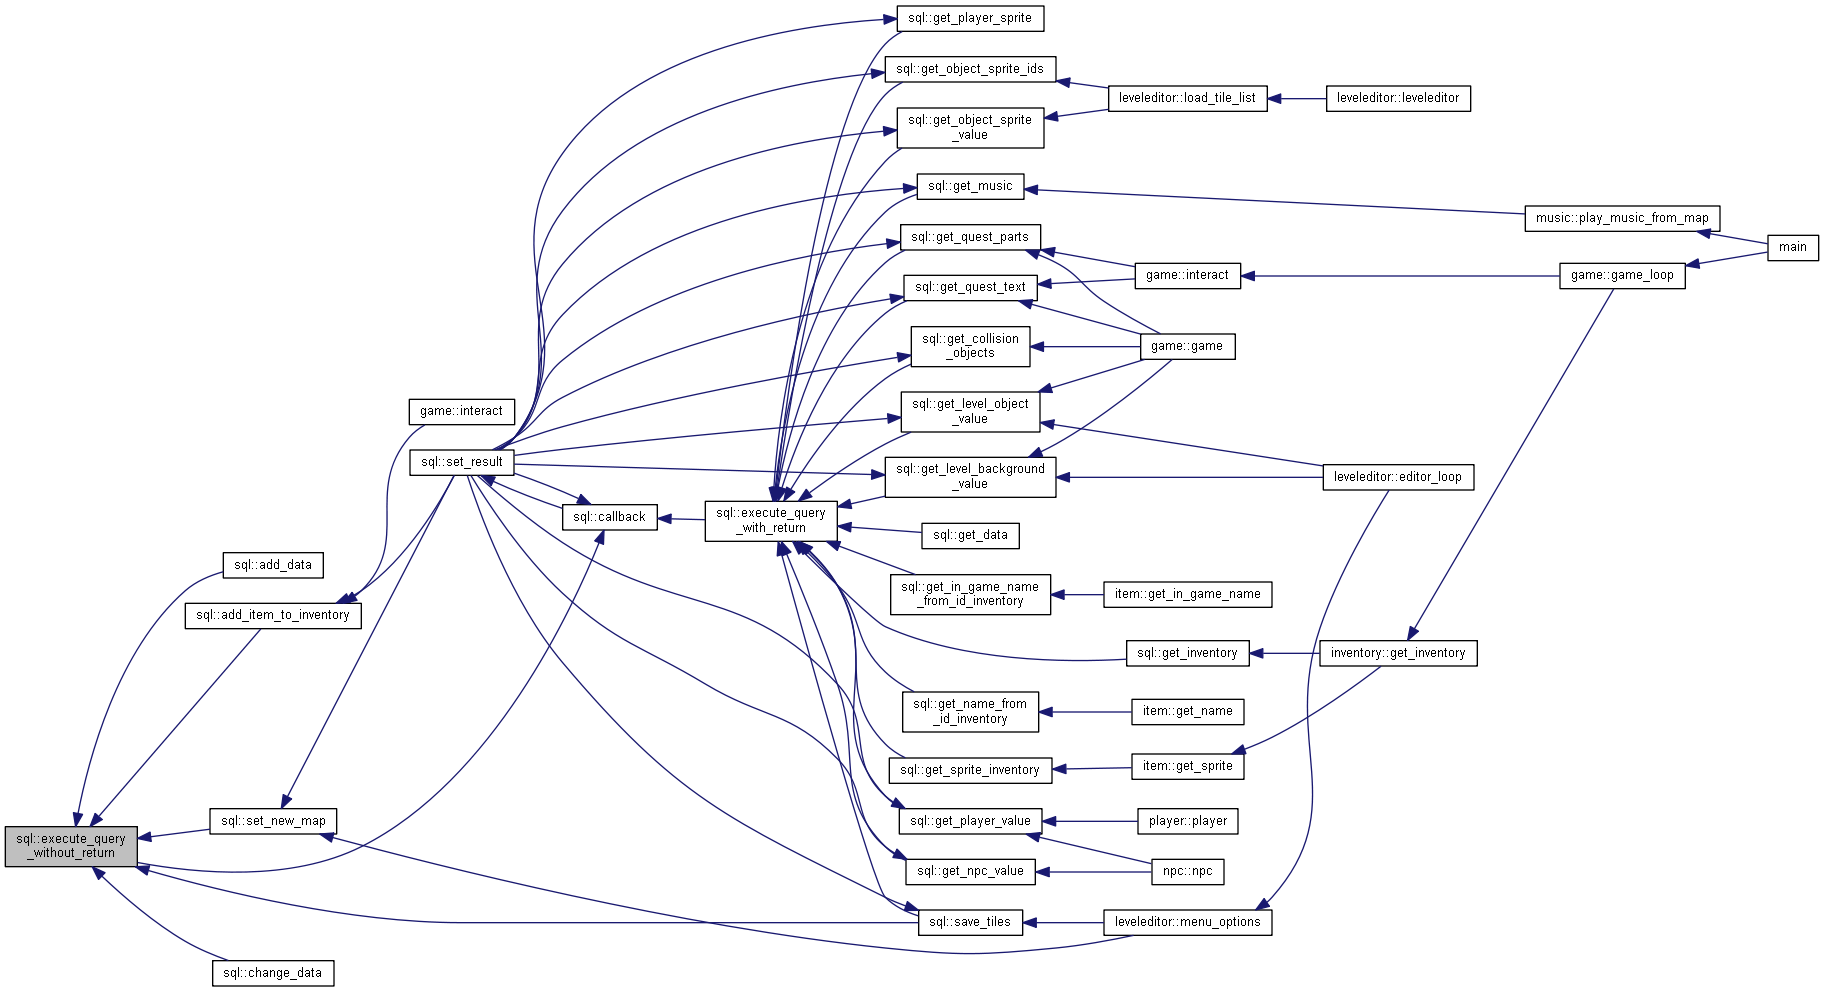 sql::get_player_sprite
sql::get_object_sprite_ids
leveleditor::load_tile_list
leveleditor::leveleditor
sql::get_object_sprite
_value
sql::get_music
music::play_music_from_map
sql::get_quest_parts
main
game::interact
game::game_loop
sql::get_quest_text
sql::get_collision
_objects
game::game
game::interact
sql::get_level_object
_value
sql::set_result
sql::get_level_background
_value
leveleditor::editor_loop
sql::callback
sql::execute_query
_with_return
sql::get_data
sql::add_data
sql::get_in_game_name
_from_id_inventory
item::get_in_game_name
sql::add_item_to_inventory
sql::get_inventory
inventory::get_inventory
sql::get_name_from
_id_inventory
item::get_name
sql::get_sprite_inventory
item::get_sprite
sql::set_new_map
sql::get_player_value
player::player
sql::execute_query
_without_return
sql::get_npc_value
npc::npc
sql::save_tiles
leveleditor::menu_options
sql::change_data